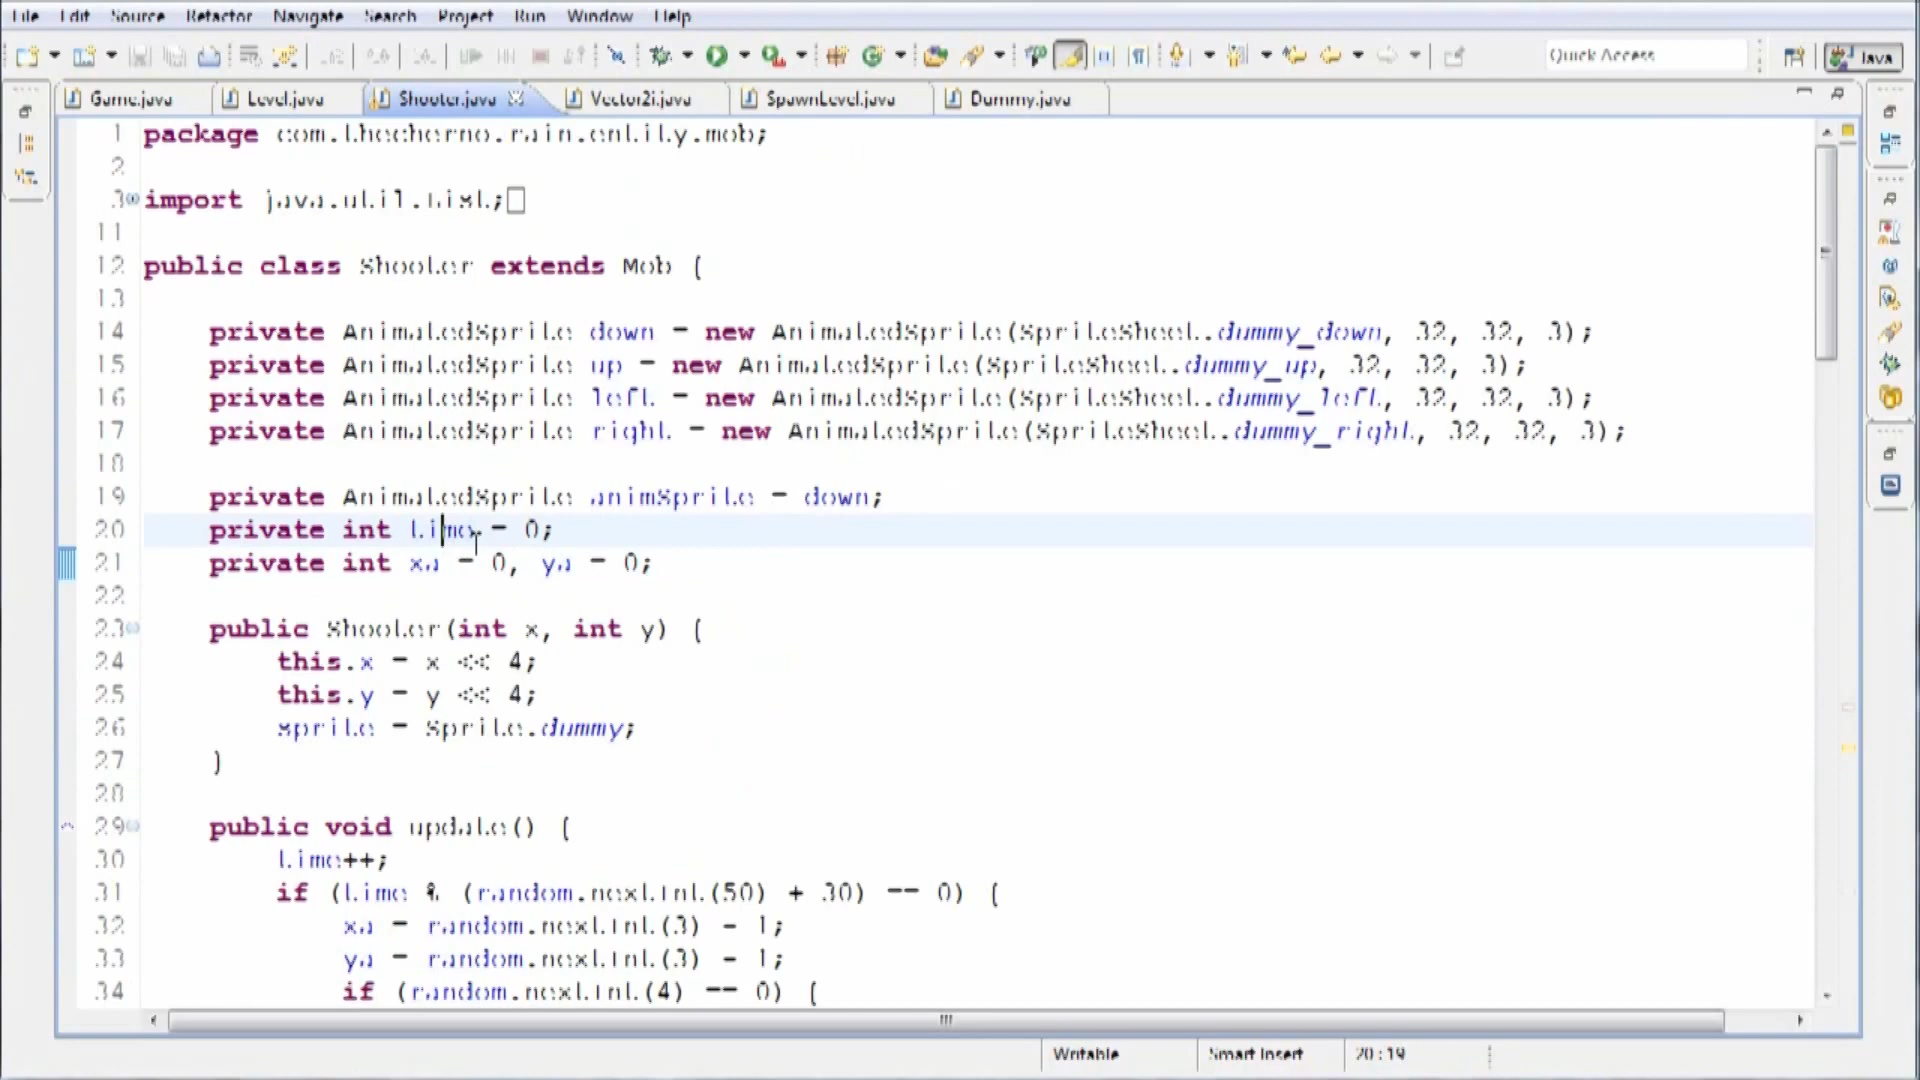 File Edit Source Refactor Navigate Search Project Run Window Help
Quick Access Java
Game.java Level.java Shooter.java Vector2i.java SpawnLevel.java Dummy.java
1 package com.thecherno.rain.entity.mob;
2
3 import java.util.List;
11
12 public class Shooter extends Mob {
13
14 private AnimatedSprite down = new AnimatedSprite(SpriteSheet.dummy_down, 32, 32, 3);
15 private AnimatedSprite up = new AnimatedSprite(SpriteSheet.dummy_up, 32, 32, 3);
16 private AnimatedSprite left = new AnimatedSprite(SpriteSheet.dummy_left, 32, 32, 3);
17 private AnimatedSprite right = new AnimatedSprite(SpriteSheet.dummy_right, 32, 32, 3);
18
19 private AnimatedSprite animSprite = down;
20 private int time = 0;
21 private int xa = 0, ya = 0;
22
23 public Shooter(int x, int y) {
24 this.x = x << 4;
25 this.y = y << 4;
26 sprite = Sprite.dummy;
27 }
28
29 public void update() {
30 time++;
31 if (time % (random.nextInt(50) + 30) == 0) {
32 xa = random.nextInt(3) - 1;
33 ya = random.nextInt(3) - 1;
34 if (random.nextInt(4) == 0) {
Writable Smart Insert 20 : 19